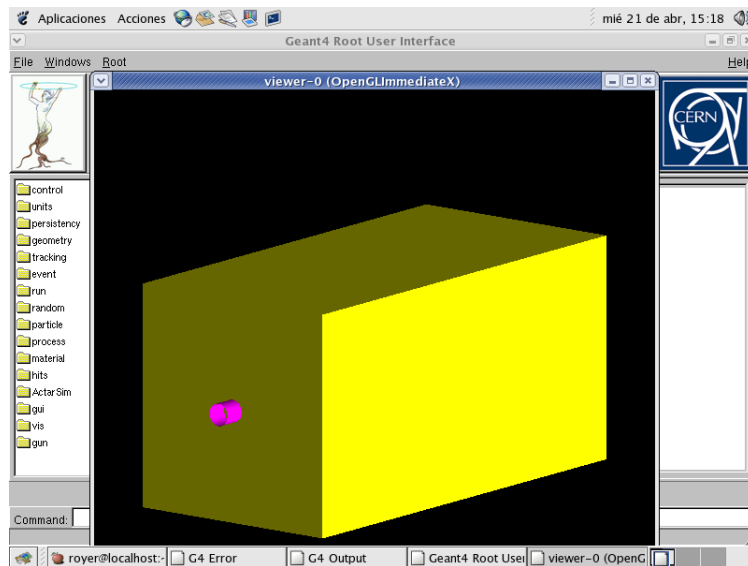 Aplicaciones Acciones mié 21 de abr, 15:18
Geant4 Root User Interface
File Windows Root Help
viewer-0 (OpenGLImmediateX)
CERN
control
units
persistency
geometry
tracking
event
run
random
particle
process
material
hits
ActarSim
gui
vis
gun
Command:
royer@localhost:- G4 Error G4 Output Geant4 Root User viewer-0 (OpenG